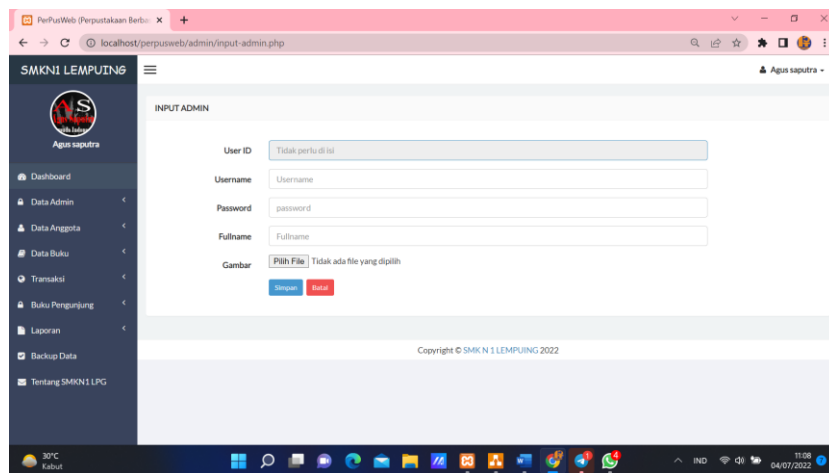 PerPusWeb (Perpustakaan Berba
localhost/perpusweb/admin/input-admin.php
SMKN1 LEMPUING
Agus saputra
AS
Agus saputra
INPUT ADMIN
User ID
Tidak perlu di isi
Username
Username
Password
password
Fullname
Fullname
Gambar
Pilih File Tidak ada file yang dipilih
Simpan Batal
Dashboard
Data Admin
Data Anggota
Data Buku
Transaksi
Buku Pengunjung
Laporan
Backup Data
Tentang SMKN1 LPG
Copyright © SMK N 1 LEMPUING 2022
30°C
Kabut
IND
11:08
04/07/2022